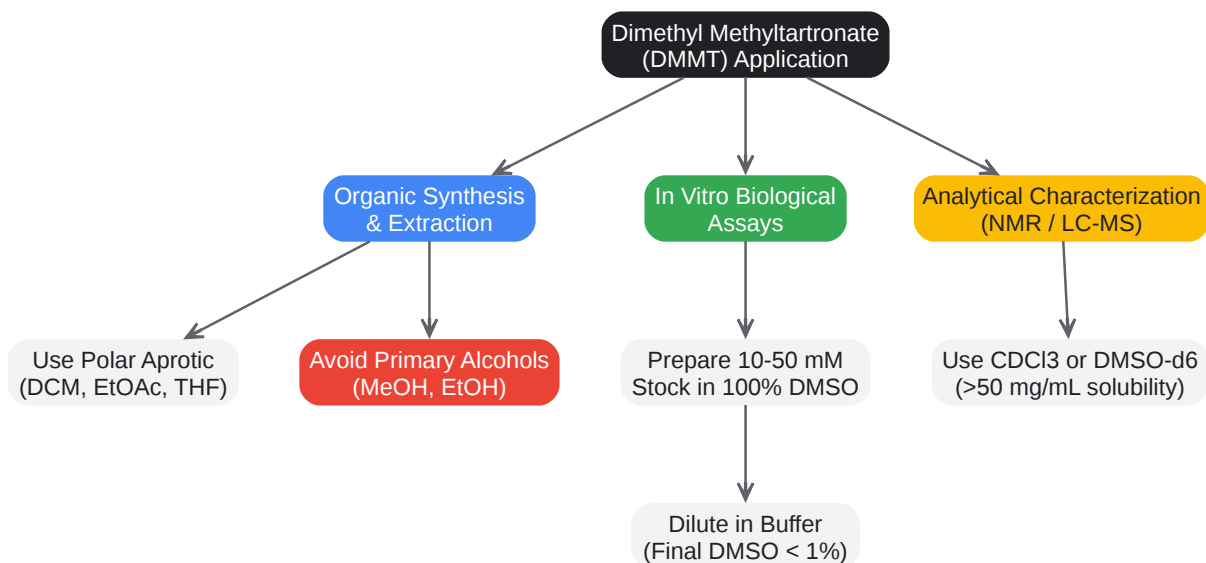 Dimethyl Methyltartronate
(DMMT) Application
Organic Synthesis
& Extraction
In Vitro Biological
Assays
Analytical Characterization
(NMR / LC-MS)
Use Polar Aprotic
(DCM, EtOAc, THF)
Avoid Primary Alcohols
(MeOH, EtOH)
Prepare 10-50 mM
Stock in 100% DMSO
Use CDCl3 or DMSO-d6
(>50 mg/mL solubility)
Dilute in Buffer
(Final DMSO < 1%)